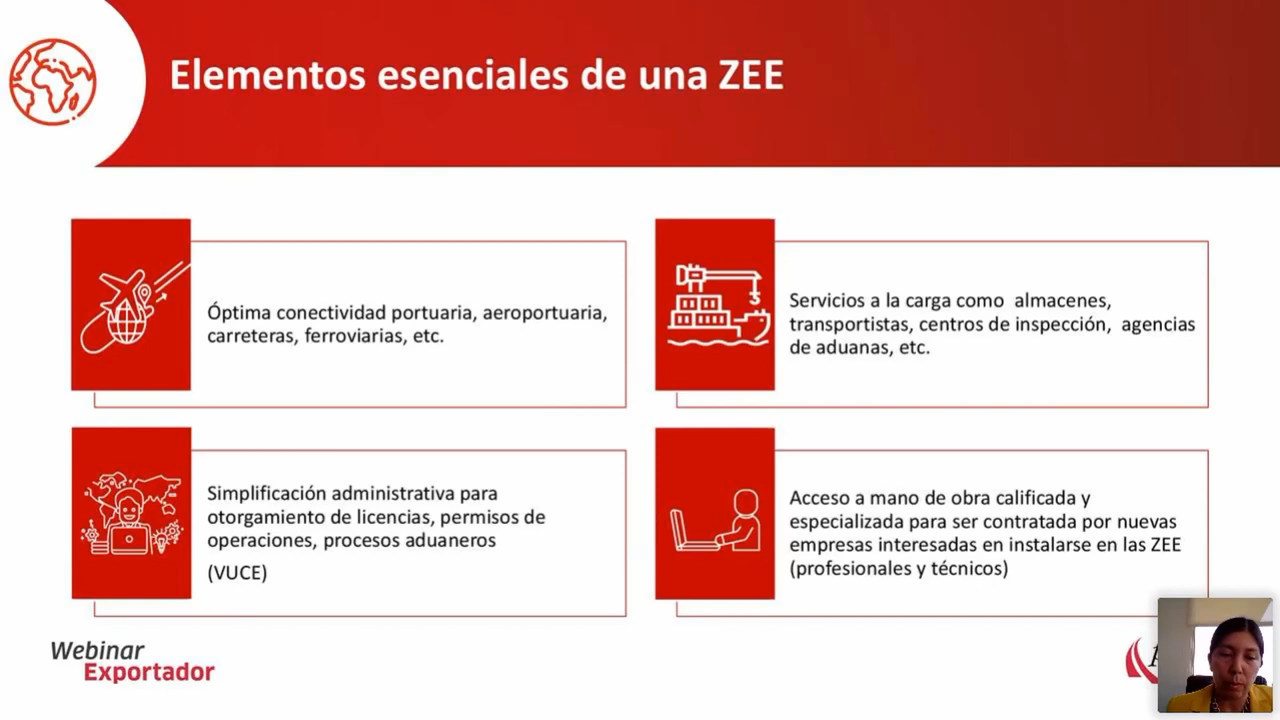 Elementos esenciales de una ZEE
Óptima conectividad portuaria, aeroportuaria,
carreteras, ferroviarias, etc.
Servicios a la carga como almacenes,
transportistas, centros de inspección, agencias
de aduanas, etc.
Simplificación administrativa para
otorgamiento de licencias, permisos de
operaciones, procesos aduaneros
(VUCE)
Acceso a mano de obra calificada y
especializada para ser contratada por nuevas
empresas interesadas en instalarse en las ZEE
(profesionales y técnicos)
Webinar
Exportador